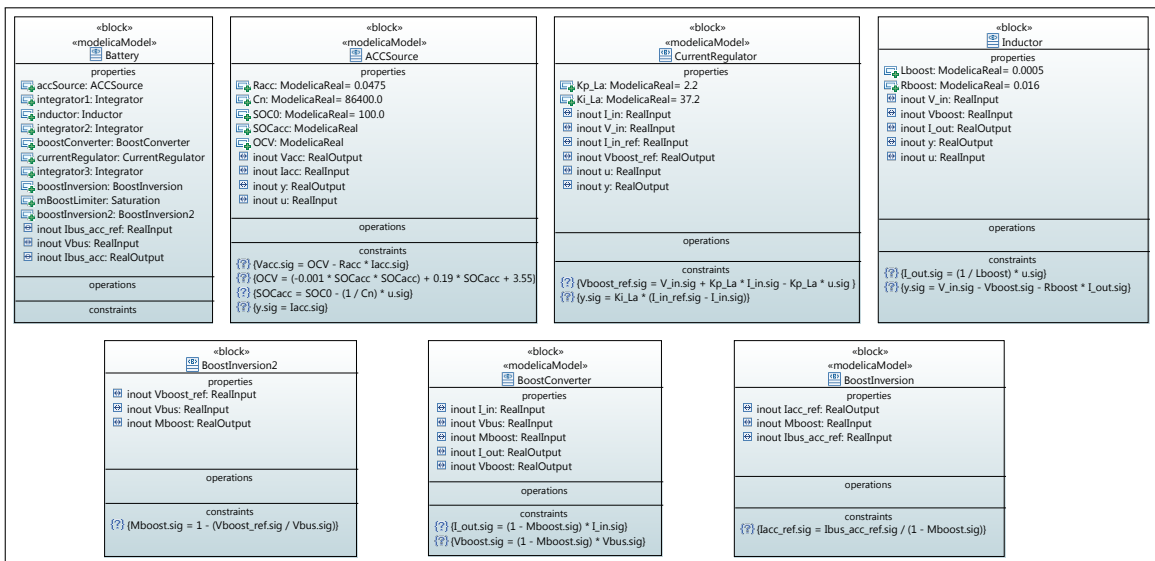 «block»
«modelicaModel»
Battery
properties
accSource: ACCSource
integrator1: Integrator
inductor: Inductor
integrator2: Integrator
boostConverter: BoostConverter
currentRegulator: CurrentRegulator
integrator3: Integrator
boostInversion: BoostInversion
mBoostLimiter: Saturation
boostInversion2: BoostInversion2
inout Ibus_acc_ref: RealInput
inout Vbus: RealInput
inout Ibus_acc: RealOutput
operations
constraints
«block»
«modelicaModel»
ACCSource
properties
Racc: ModelicaReal= 0.0475
Cn: ModelicaReal= 86400.0
SOC0: ModelicaReal= 100.0
SOCacc: ModelicaReal
OCV: ModelicaReal
inout Vacc: RealOutput
inout Iacc: RealInput
inout y: RealOutput
inout u: RealInput
operations
constraints
{?} {Vacc.sig = OCV - Racc * Iacc.sig}
{?} {OCV = (-0.001 * SOCacc * SOCacc) + 0.19 * SOCacc + 3.55}
{?} {SOCacc = SOC0 - (1 / Cn) * u.sig}
{?} {y.sig = Iacc.sig}
«block»
«modelicaModel»
CurrentRegulator
properties
Kp_La: ModelicaReal= 2.2
Ki_La: ModelicaReal= 37.2
inout I_in: RealInput
inout V_in: RealInput
inout I_in_ref: RealInput
inout Vboost_ref: RealOutput
inout u: RealInput
inout y: RealOutput
operations
constraints
{?} {Vboost_ref.sig = V_in.sig + Kp_La * I_in.sig - Kp_La * u.sig }
{?} {y.sig = Ki_La * (I_in_ref.sig - I_in.sig)}
«block»
Inductor
properties
Lboost: ModelicaReal= 0.0005
Rboost: ModelicaReal= 0.016
inout V_in: RealInput
inout Vboost: RealInput
inout I_out: RealOutput
inout y: RealOutput
inout u: RealInput
operations
constraints
{?} {I_out.sig = (1 / Lboost) * u.sig}
{?} {y.sig = V_in.sig - Vboost.sig - Rboost * I_out.sig}
«block»
BoostInversion2
properties
inout Vboost_ref: RealInput
inout Vbus: RealInput
inout Mboost: RealOutput
operations
constraints
{?} {Mboost.sig = 1 - (Vboost_ref.sig / Vbus.sig)}
«block»
«modelicaModel»
BoostConverter
properties
inout I_in: RealInput
inout Vbus: RealInput
inout Mboost: RealInput
inout I_out: RealOutput
inout Vboost: RealOutput
operations
constraints
{?} {I_out.sig = (1 - Mboost.sig) * I_in.sig}
{?} {Vboost.sig = (1 - Mboost.sig) * Vbus.sig}
«block»
«modelicaModel»
BoostInversion
properties
inout Iacc_ref: RealOutput
inout Mboost: RealInput
inout Ibus_acc_ref: RealInput
operations
constraints
{?} {Iacc_ref.sig = Ibus_acc_ref.sig / (1 - Mboost.sig)}